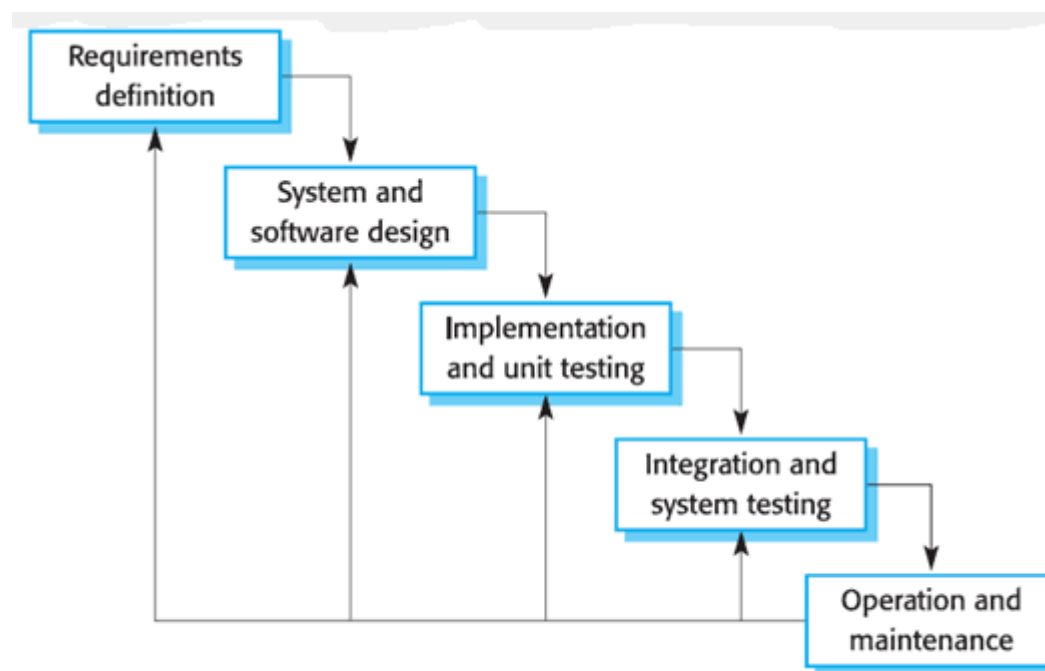 Requirements
definition
System and
software design
Implementation
and unit testing
Integration and
system testing
Operation and
maintenance